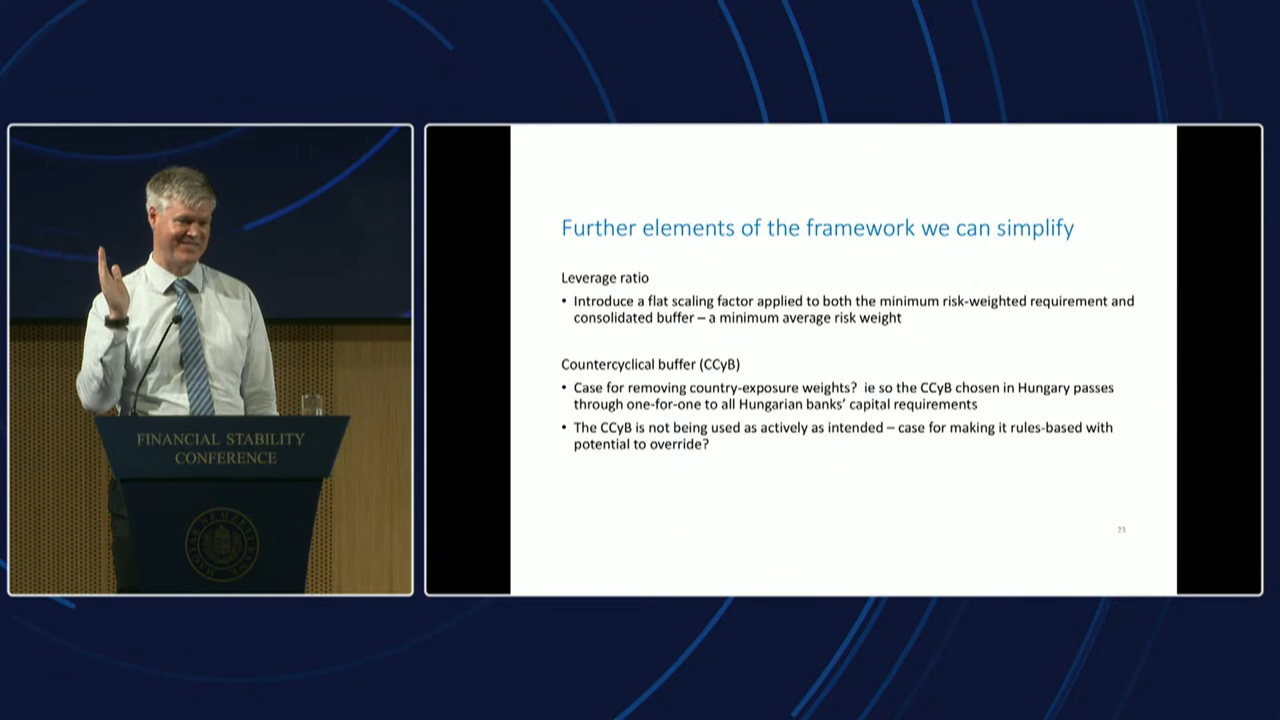 FINANCIAL STABILITY
CONFERENCE
MAGYAR NEMZETI BANK
Further elements of the framework we can simplify
Leverage ratio
• Introduce a flat scaling factor applied to both the minimum risk-weighted requirement and
consolidated buffer – a minimum average risk weight
Countercyclical buffer (CCyB)
• Case for removing country-exposure weights? ie so the CCyB chosen in Hungary passes
through one-for-one to all Hungarian banks’ capital requirements
• The CCyB is not being used as actively as intended – case for making it rules-based with
potential to override?
23